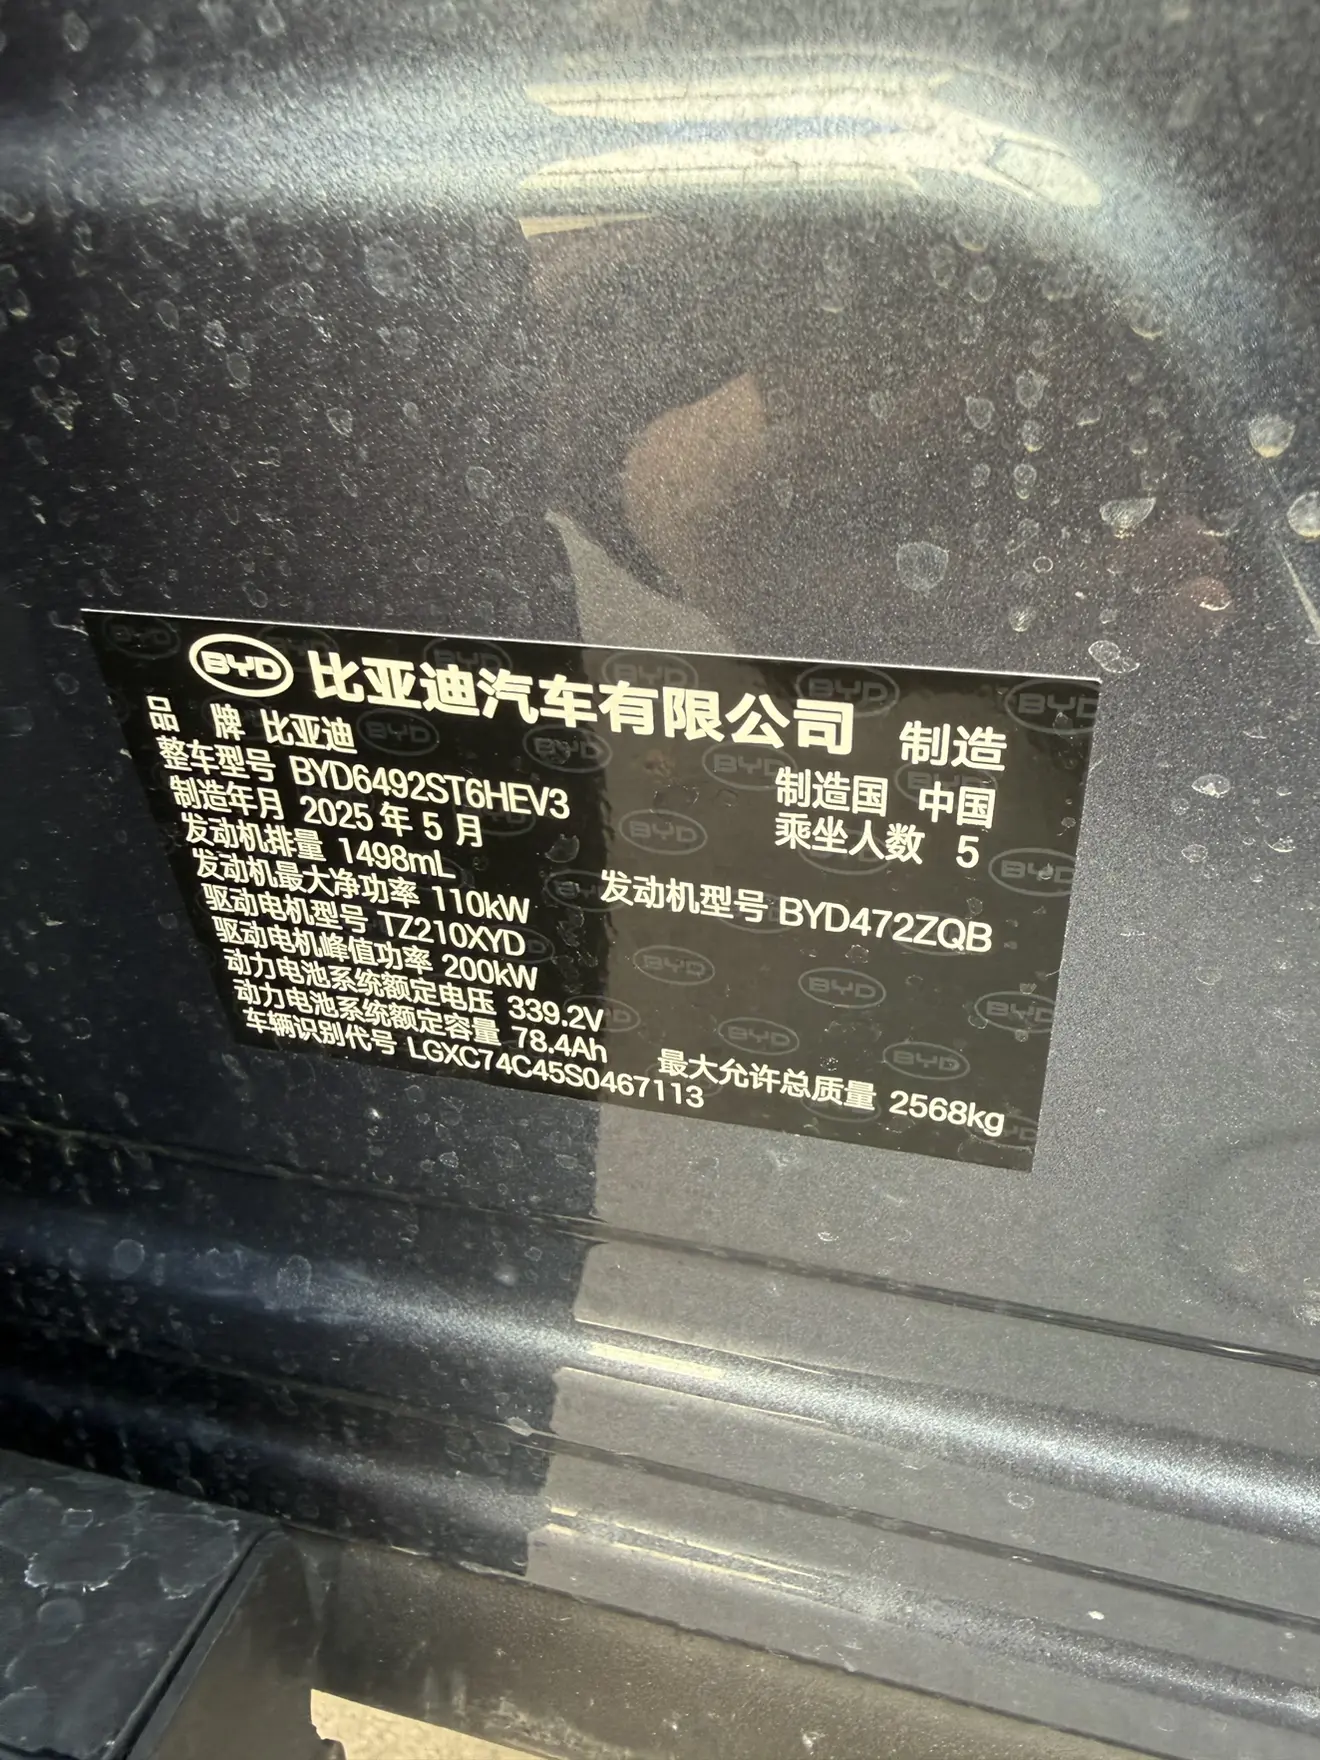 BYD 比亚迪汽车有限公司 制造
品 牌 比亚迪
整车型号 BYD6492ST6HEV3 制造国 中国
制造年月 2025年5月 乘坐人数 5
发动机排量 1498mL
发动机最大净功率 110kW 发动机型号 BYD472ZQB
驱动电机型号 TZ210XYD
驱动电机峰值功率 200kW
动力电池系统额定电压 339.2V
动力电池系统额定容量 78.4Ah
车辆识别代号 LGXC74C45S0467113 最大允许总质量 2568kg